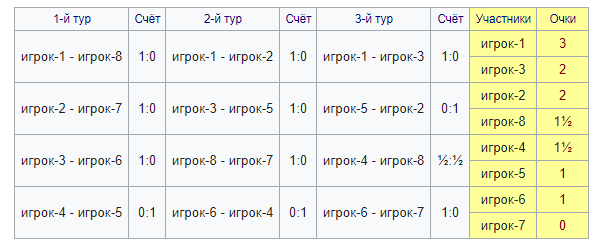 1-й тур Счёт 2-й тур Счёт 3-й тур Счёт Участники Очки
игрок-1 - игрок-8 1:0 игрок-1 - игрок-2 1:0 игрок-1 - игрок-3 1:0 игрок-1 3
игрок-3 2
игрок-2 - игрок-7 1:0 игрок-3 - игрок-5 1:0 игрок-5 - игрок-2 0:1 игрок-2 2
игрок-8 1½
игрок-3 - игрок-6 1:0 игрок-8 - игрок-7 1:0 игрок-4 - игрок-8 ½:½ игрок-4 1½
игрок-5 1
игрок-4 - игрок-5 0:1 игрок-6 - игрок-4 0:1 игрок-6 - игрок-7 1:0 игрок-6 1
игрок-7 0